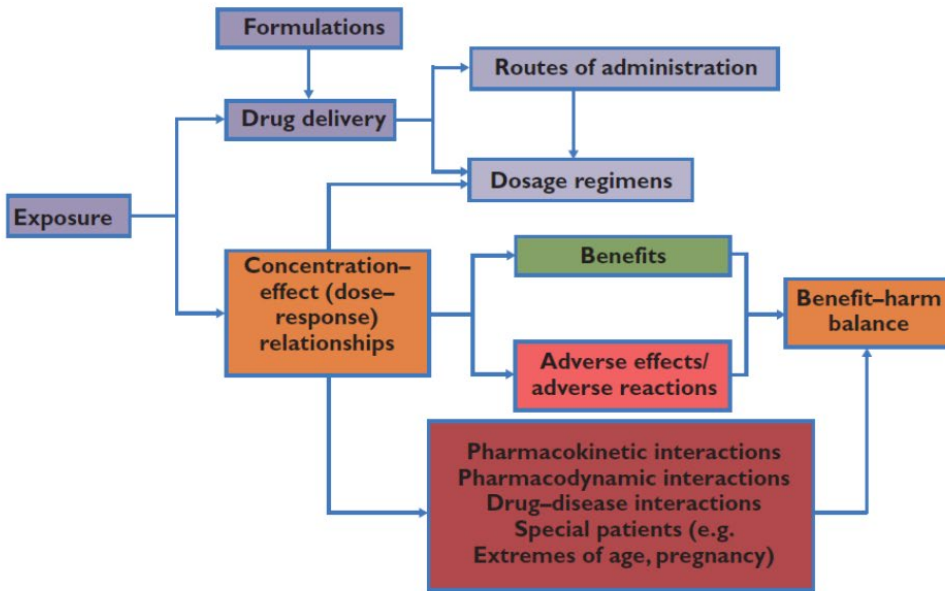 Formulations
Drug delivery
Routes of administration
Dosage regimens
Exposure
Concentration–
effect (dose–
response)
relationships
Benefits
Adverse effects/
adverse reactions
Benefit–harm
balance
Pharmacokinetic interactions
Pharmacodynamic interactions
Drug–disease interactions
Special patients (e.g.
Extremes of age, pregnancy)